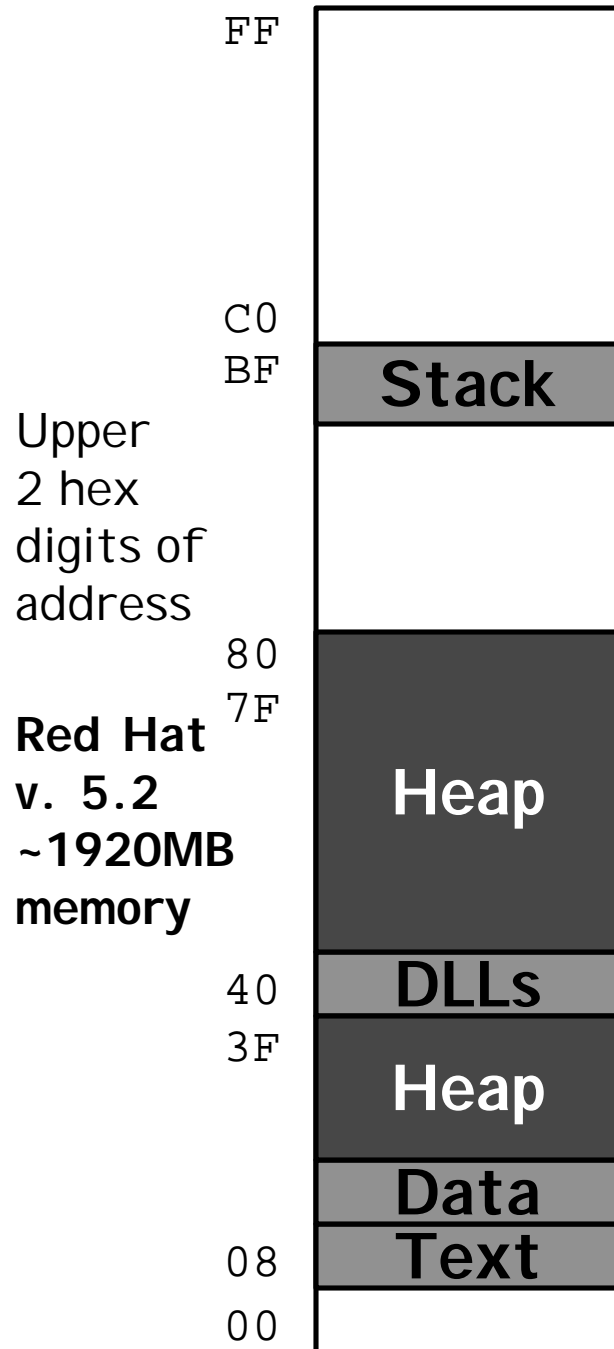 FF
C0
BF
Stack
Upper
2 hex
digits of
address
80
7F
Red Hat
v. 5.2
~1920MB
memory
Heap
40
DLLs
3F
Heap
Data
08
Text
00